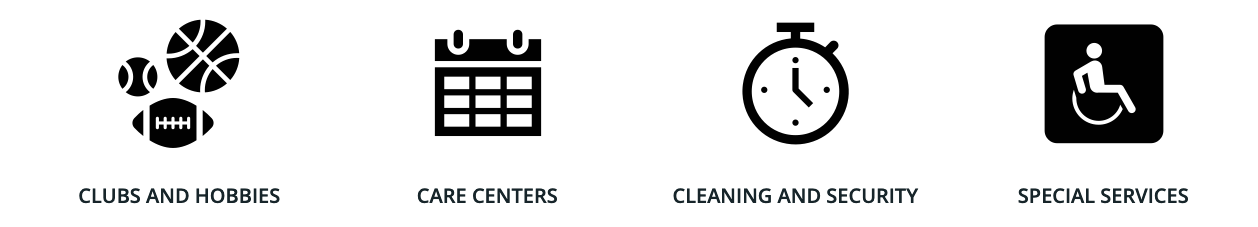 CLUBS AND HOBBIES
CARE CENTERS
CLEANING AND SECURITY
SPECIAL SERVICES